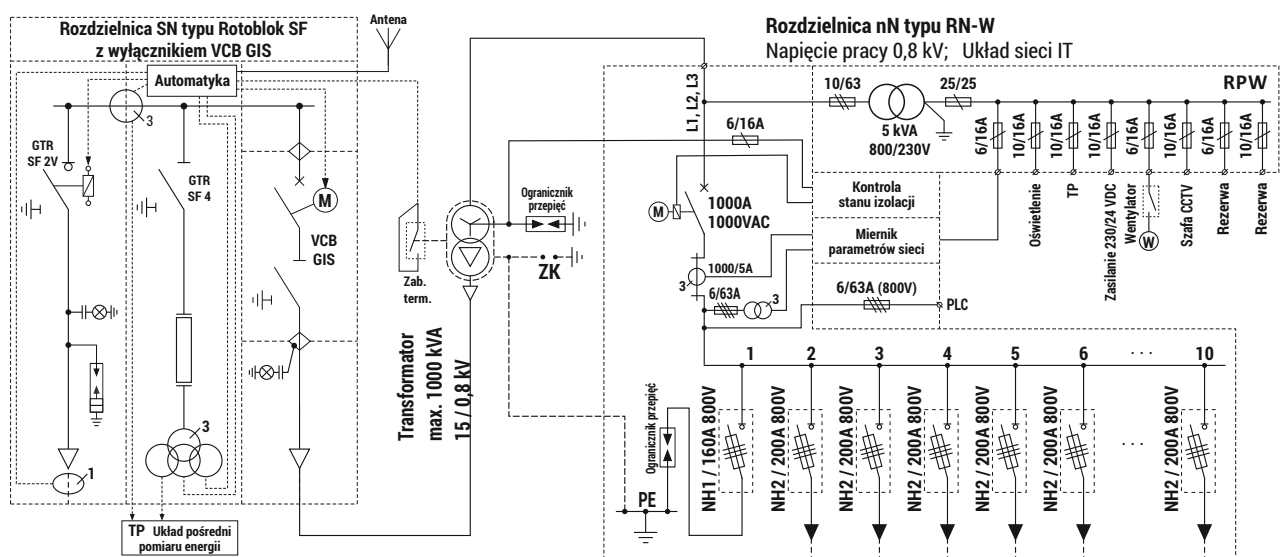 Rozdzielnica SN typu Rotoblok SF
z wyłącznikiem VCB GIS
Antena
Automatyka
3
GTR
SF 2V
GTR
SF 4
M
VCB
GIS
3
1
TP Układ pośredni
pomiaru energii
Zab.
term.
Ogranicznik
przepięć
ZK
Transformator
max. 1000 kVA
15 / 0,8 kV
Rozdzielnica nN typu RN-W
Napięcie pracy 0,8 kV; Układ sieci IT
L1, L2, L3
10/63
25/25
RPW
5 kVA
800/230V
6/16A
6/16A
10/16A
10/16A
10/16A
6/16A
10/16A
6/16A
10/16A
Oświetlenie
TP
Zasilanie 230/24 VDC
Wentylator
W
Szafa CCTV
Rezerwa
Rezerwa
M
1000A
1000VAC
Kontrola
stanu izolacji
Miernik
parametrów sieci
1000/5A
3
6/63A
3
6/63A (800V)
PLC
1 2 3 4 5 6 · · · 10
Ogranicznik przepięć
PE
NH1 / 160A 800V
NH2 / 200A 800V
NH2 / 200A 800V
NH2 / 200A 800V
NH2 / 200A 800V
NH2 / 200A 800V
· · ·
NH2 / 200A 800V